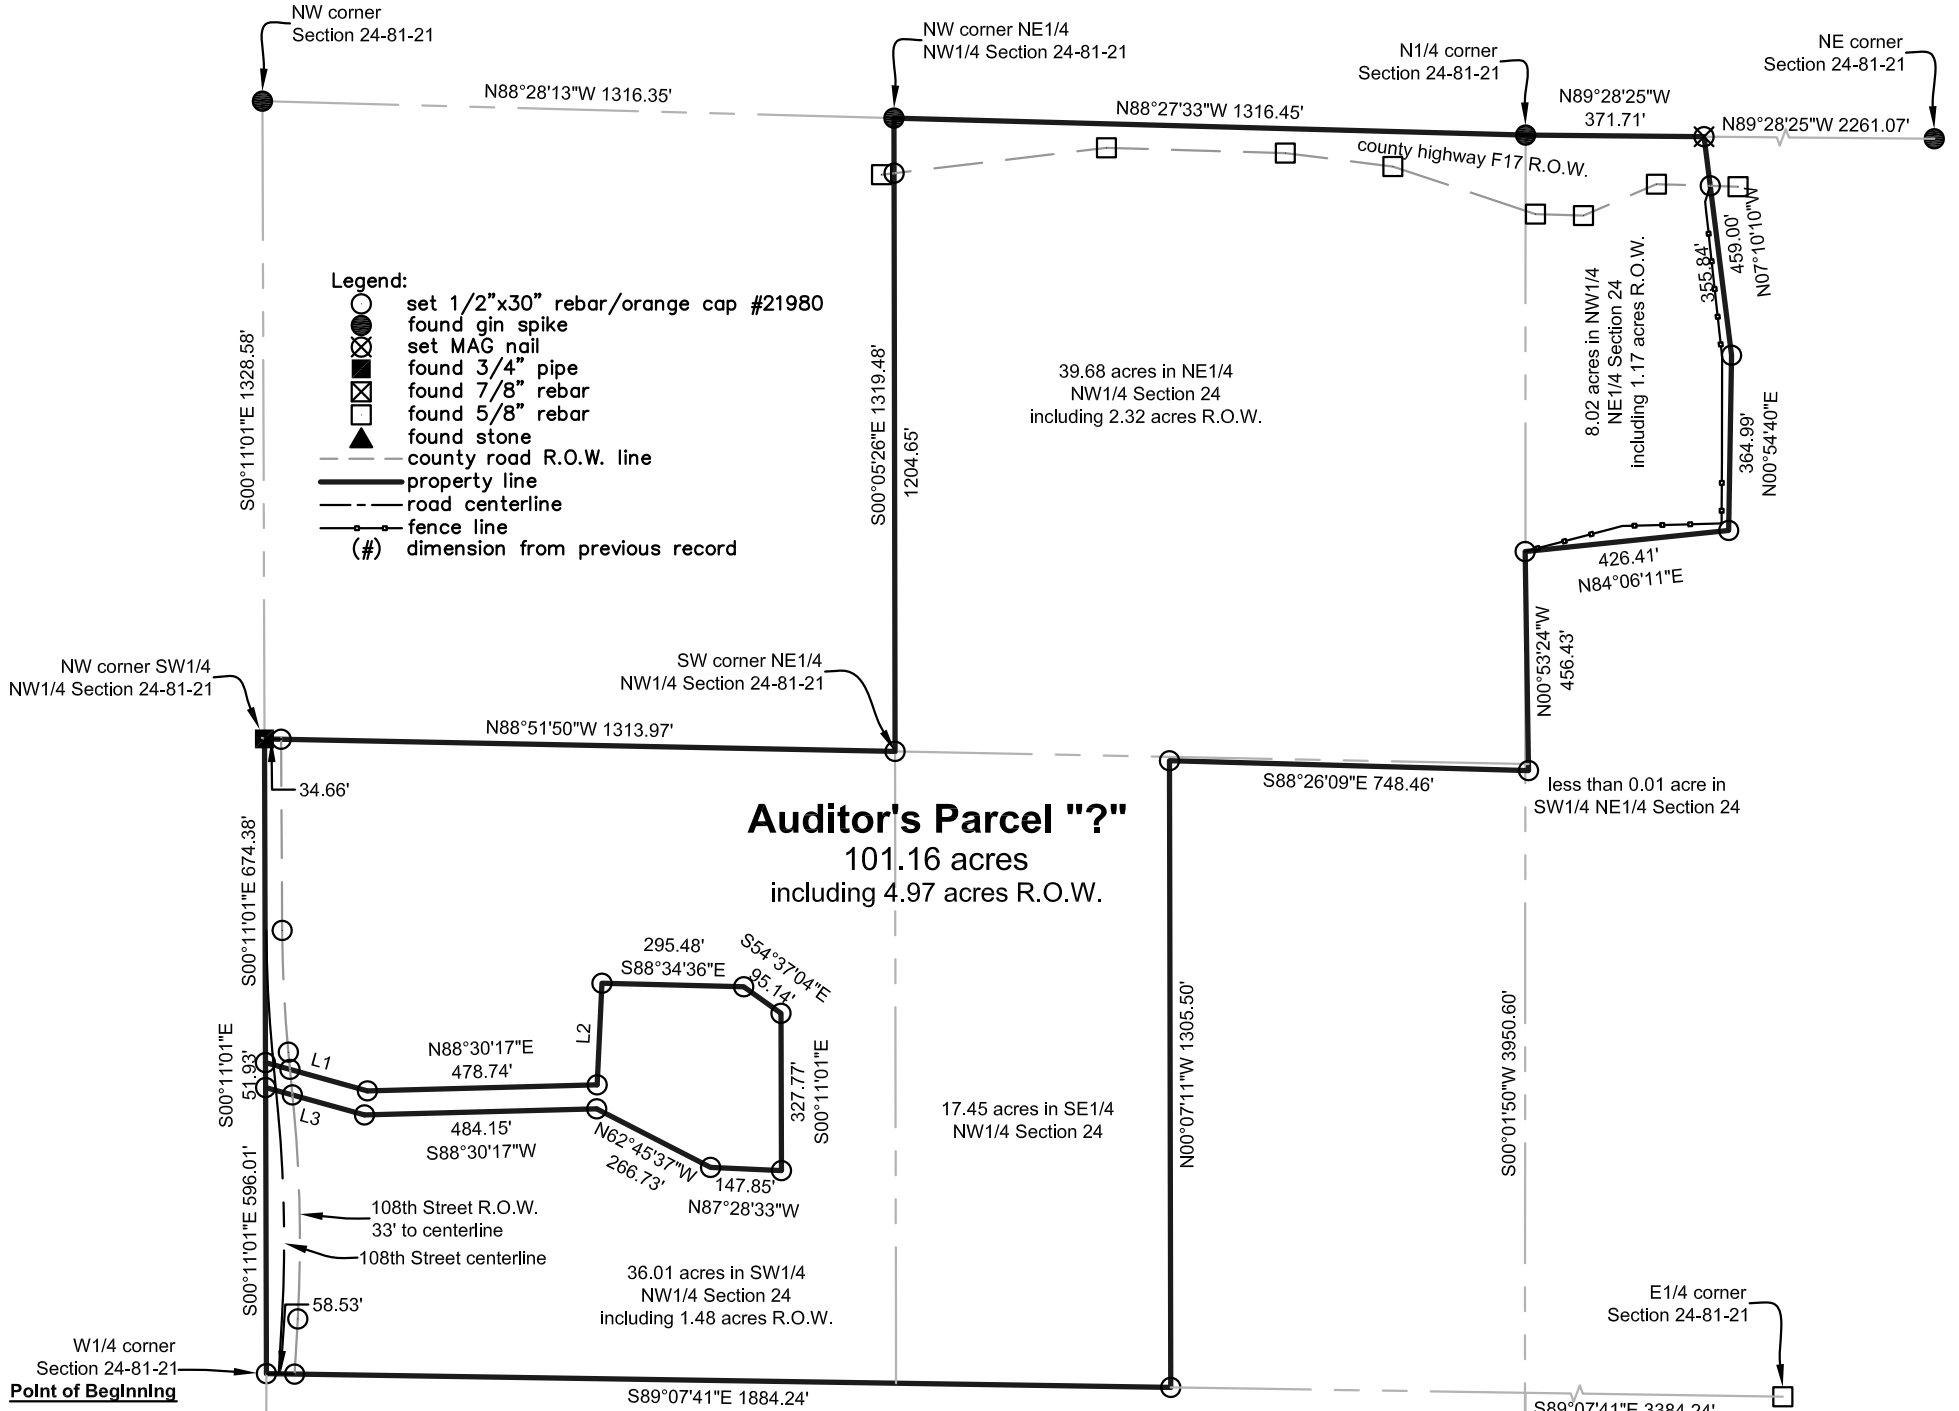 NW corner
Section 24-81-21
NW corner NE1/4
NW1/4 Section 24-81-21
N1/4 corner
Section 24-81-21
NE corner
Section 24-81-21
N88°28'13"W 1316.35'
N88°27'33"W 1316.45'
N89°28'25"W
371.71'
N89°28'25"W 2261.07'
county highway F17 R.O.W.
Legend:
set 1/2"x30" rebar/orange cap #21980
found gin spike
set MAG nail
found 3/4" pipe
found 7/8" rebar
found 5/8" rebar
found stone
county road R.O.W. line
property line
road centerline
fence line
(#) dimension from previous record
S00°11'01"E 1328.58'
S00°05'26"E 1319.48'
1204.65'
39.68 acres in NE1/4
NW1/4 Section 24
including 2.32 acres R.O.W.
8.02 acres in NW1/4
NE1/4 Section 24
including 1.17 acres R.O.W.
355.84'
459.00'
N07°10'10"W
364.99'
N00°54'40"E
426.41'
N84°06'11"E
N00°53'24"W
456.43'
NW corner SW1/4
NW1/4 Section 24-81-21
SW corner NE1/4
NW1/4 Section 24-81-21
N88°51'50"W 1313.97'
34.66'
S88°26'09"E 748.46'
less than 0.01 acre in
SW1/4 NE1/4 Section 24
Auditor's Parcel "?"
101.16 acres
including 4.97 acres R.O.W.
S00°11'01"E 674.38'
295.48'
S88°34'36"E
S54°37'04"E
95.14'
L2
N88°30'17"E
478.74'
L1
S00°11'01"E
51.93'
L3
484.15'
S88°30'17"W
N62°45'37"W
266.73'
147.85'
N87°28'33"W
327.77'
S00°11'01"E
17.45 acres in SE1/4
NW1/4 Section 24
N00°07'11"W 1305.50'
S00°01'50"W 3950.60'
S00°11'01"E 596.01'
108th Street R.O.W.
33' to centerline
108th Street centerline
58.53'
36.01 acres in SW1/4
NW1/4 Section 24
including 1.48 acres R.O.W.
E1/4 corner
Section 24-81-21
W1/4 corner
Section 24-81-21
Point of Beginning
S89°07'41"E 1884.24'
S89°07'41"E 3384.24'